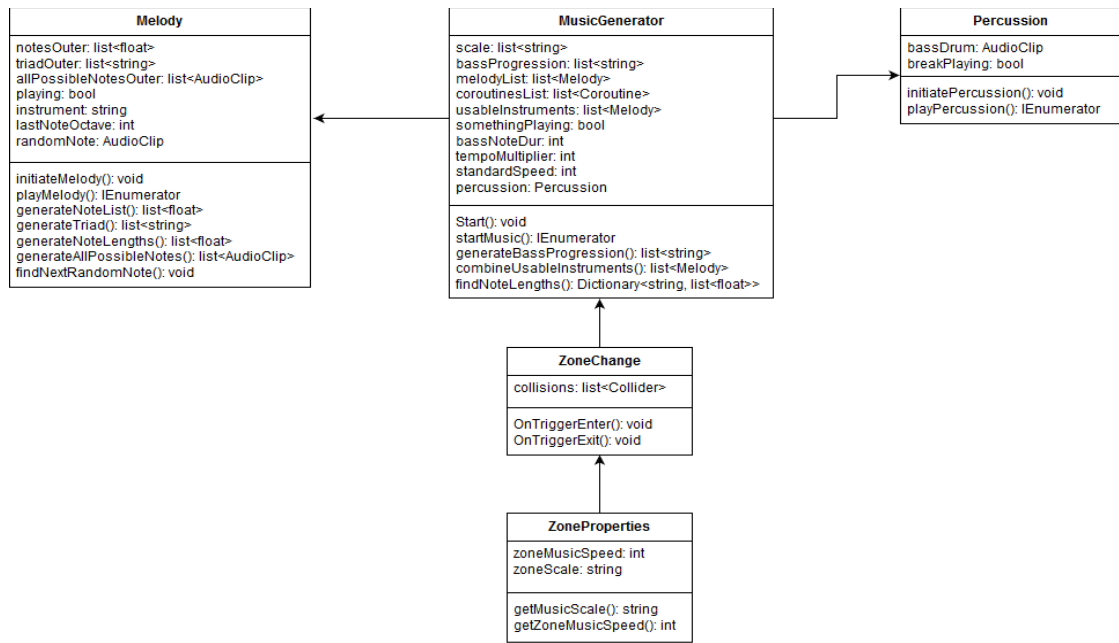 Melody
notesOuter: list<float>
triadOuter: list<string>
allPossibleNotesOuter: list<AudioClip>
playing: bool
instrument: string
lastNoteOctave: int
randomNote: AudioClip
initiateMelody(): void
playMelody(): IEnumerator
generateNoteList(): list<float>
generateTriad(): list<string>
generateNoteLengths(): list<float>
generateAllPossibleNotes(): list<AudioClip>
findNextRandomNote(): void
MusicGenerator
scale: list<string>
bassProgression: list<string>
melodyList: list<Melody>
coroutinesList: list<Coroutine>
usableInstruments: list<Melody>
somethingPlaying: bool
bassNoteDur: int
tempoMultiplier: int
standardSpeed: int
percussion: Percussion
Start(): void
startMusic(): IEnumerator
generateBassProgression(): list<string>
combineUsableInstruments(): list<Melody>
findNoteLengths(): Dictionary<string, list<float>>
Percussion
bassDrum: AudioClip
breakPlaying: bool
initiatePercussion(): void
playPercussion(): IEnumerator
ZoneChange
collisions: list<Collider>
OnTriggerEnter(): void
OnTriggerExit(): void
ZoneProperties
zoneMusicSpeed: int
zoneScale: string
getMusicScale(): string
getZoneMusicSpeed(): int